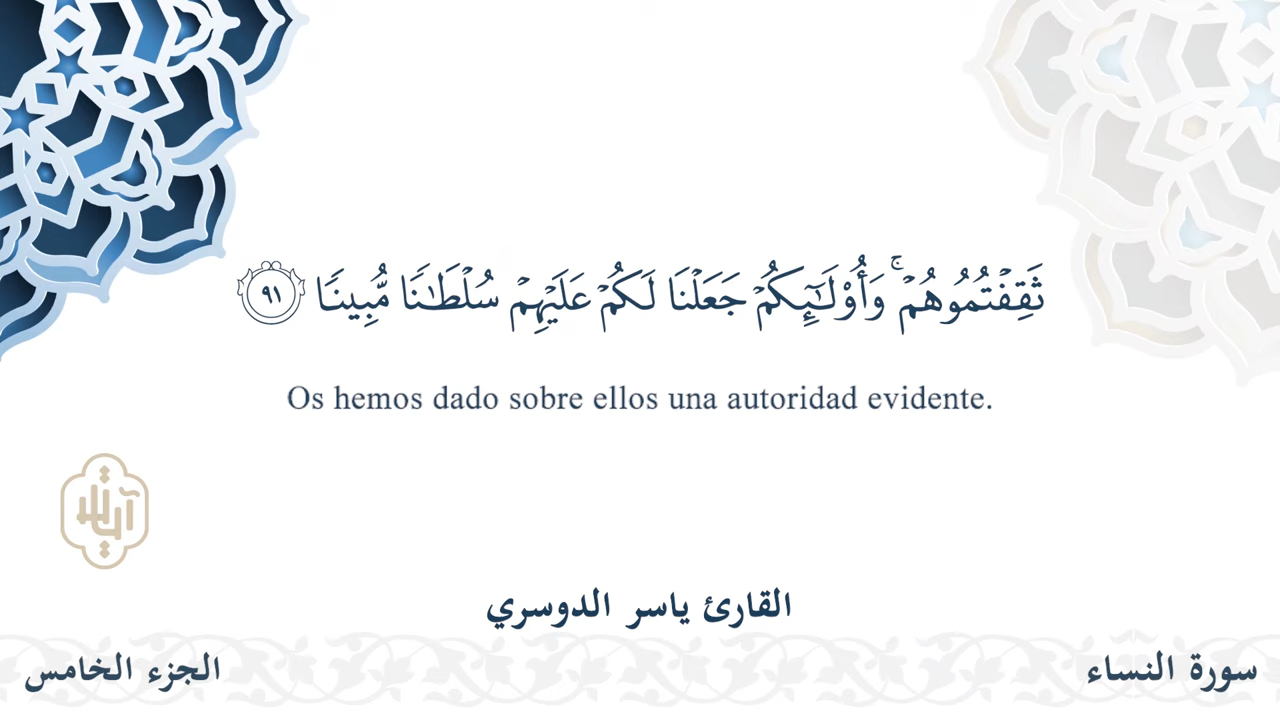 ثَقِفْتُمُوهُمْ ۚ وَأُو۟لَـٰٓئِكُمْ جَعَلْنَا لَكُمْ عَلَيْهِمْ سُلْطَـٰنًا مُّبِينًا ٩١
Os hemos dado sobre ellos una autoridad evidente.
القارئ ياسر الدوسري
سورة النساء
الجزء الخامس